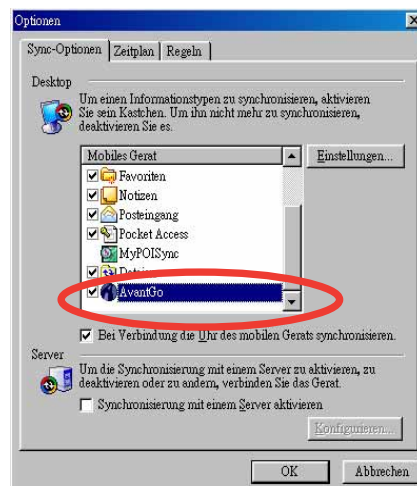 Optionen
Sync-Optionen Zeitplan Regeln
Desktop
Um einen Informationstypen zu synchronisieren, aktivieren
Sie sein Kastchen. Um ihn nicht mehr zu synchronisieren,
deaktivieren Sie es.
Mobiles Gerat
Einstellungen...
Favoriten
Notizen
Posteingang
Pocket Access
MyPOISync
Dateien
AvantGo
Bei Verbindung die Uhr des mobilen Gerats synchronisieren.
Server
Um die Synchronisierung mit einem Server zu aktivieren, zu
deaktivieren oder zu andern, verbinden Sie das Gerat.
Synchronisierung mit einem Server aktivieren
Konfigurieren...
OK Abbrechen